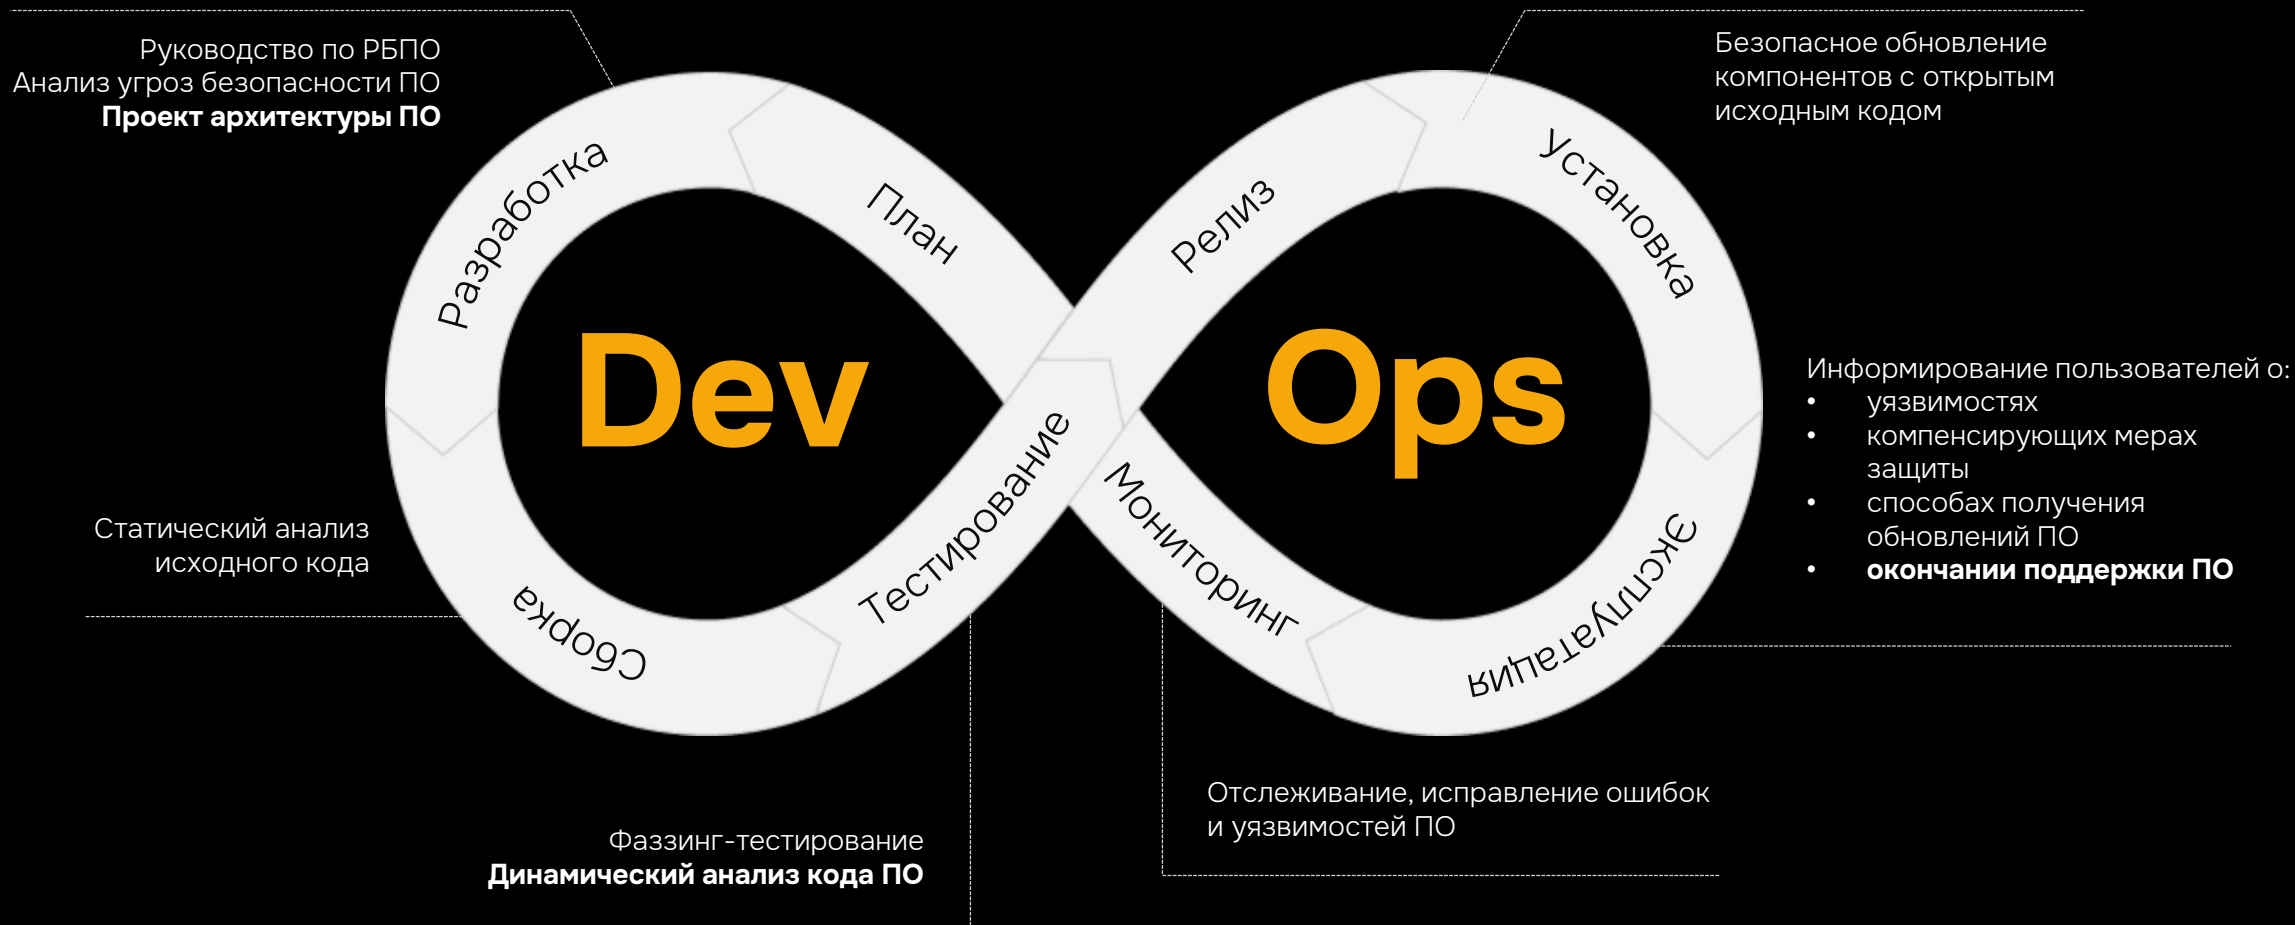 Руководство по РБПО
Анализ угроз безопасности ПО
Проект архитектуры ПО
Безопасное обновление
компонентов с открытым
исходным кодом
Разработка
План
Релиз
Установка
Dev
Ops
Информирование пользователей о:
• уязвимостях
• компенсирующих мерах
защиты
• способах получения
обновлений ПО
• окончании поддержки ПО
Статический анализ
исходного кода
Сборка
Тестирование
Мониторинг
Эксплуатация
Отслеживание, исправление ошибок
и уязвимостей ПО
Фаззинг-тестирование
Динамический анализ кода ПО